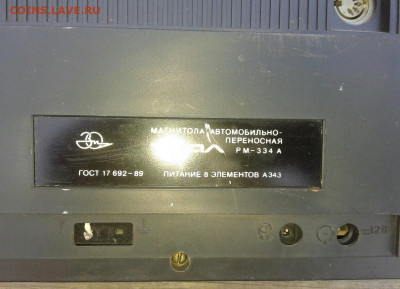 COINS.LAVE.RU
МАГНИТОЛА АВТОМОБИЛЬНО-
ПЕРЕНОСНАЯ
РМ-334 А
ГОСТ 17 692-89 ПИТАНИЕ 8 ЭЛЕМЕНТОВ А343